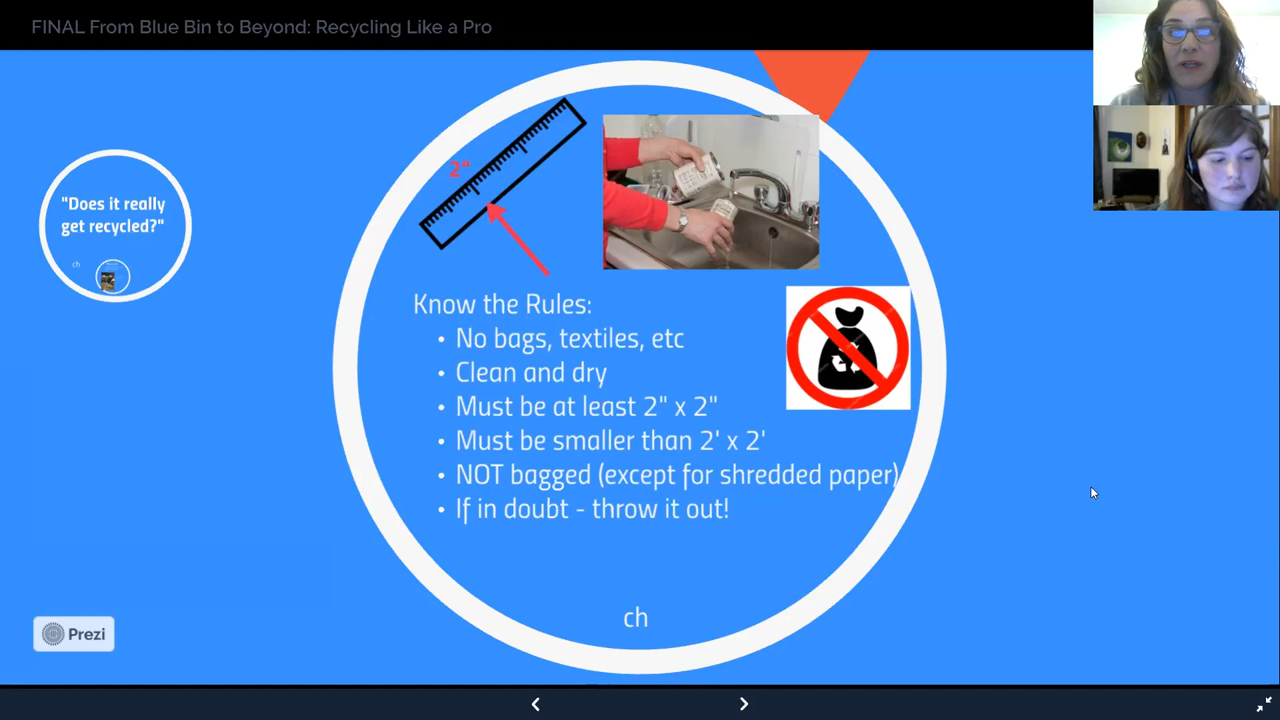 FINAL From Blue Bin to Beyond: Recycling Like a Pro
"Does it really
get recycled?"
ch
2"
Know the Rules:
• No bags, textiles, etc
• Clean and dry
• Must be at least 2" x 2"
• Must be smaller than 2' x 2'
• NOT bagged (except for shredded paper)
• If in doubt - throw it out!
ch
Prezi